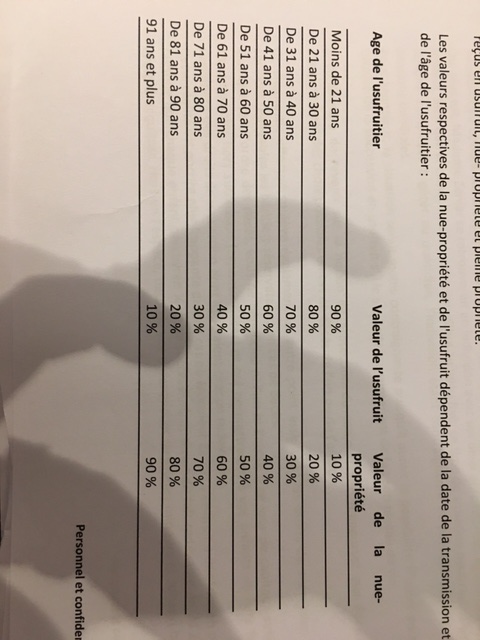 reçus en usufruit, nue- propriété et pleine propriété.
Les valeurs respectives de la nue-propriété et de l'usufruit dépendent de la date de la transmission et
de l'âge de l'usufruitier :
Age de l'usufruitier Valeur de l'usufruit Valeur de la nue-
propriété
Moins de 21 ans 90 % 10 %
De 21 ans à 30 ans 80 % 20 %
De 31 ans à 40 ans 70 % 30 %
De 41 ans à 50 ans 60 % 40 %
De 51 ans à 60 ans 50 % 50 %
De 61 ans à 70 ans 40 % 60 %
De 71 ans à 80 ans 30 % 70 %
De 81 ans à 90 ans 20 % 80 %
91 ans et plus 10 % 90 %
Personnel et confiden